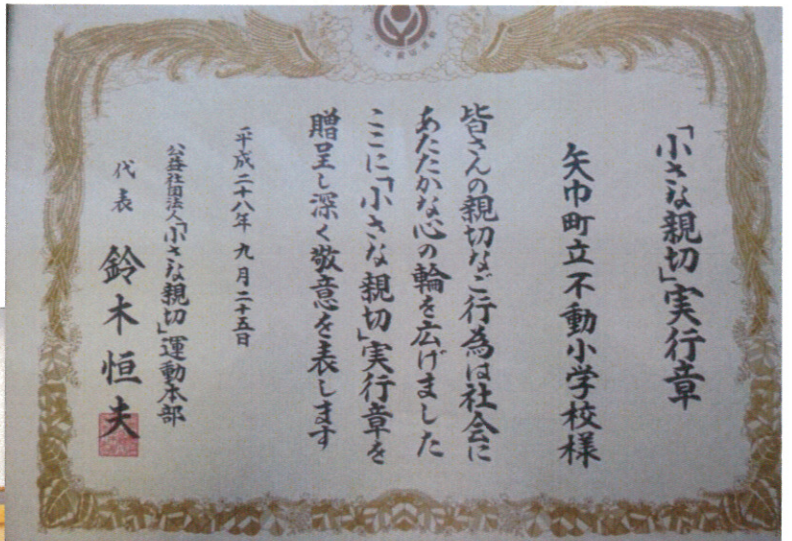 「小さな親切」実行章
矢巾町立不動小学校様
皆さんの親切なご行為は社会に
あたたかな心の輪を広げました
ここに「小さな親切」実行章を
贈呈し深く敬意を表します
平成二十八年九月二十五日
公益社団法人「小さな親切」運動本部
代表 鈴木恒夫